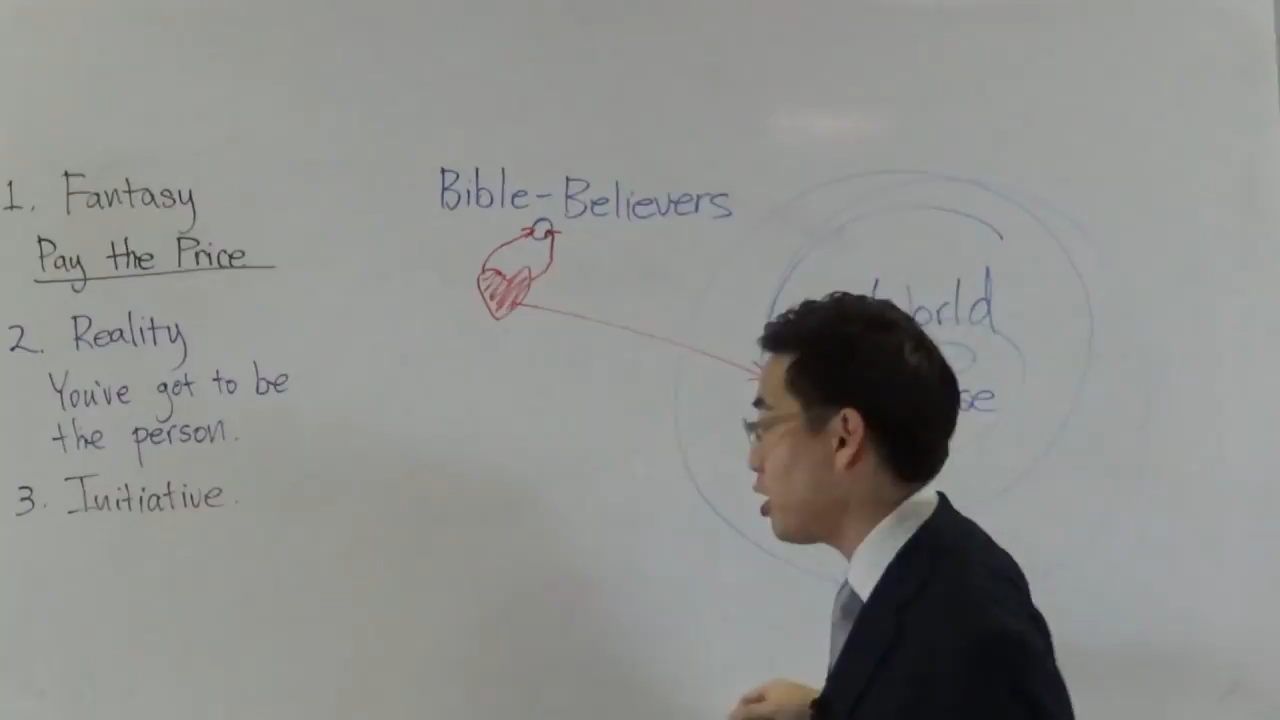 1. Fantasy
Pay the Price
2. Reality
You've got to be
the person.
3. Initiative.
Bible-Believers
World